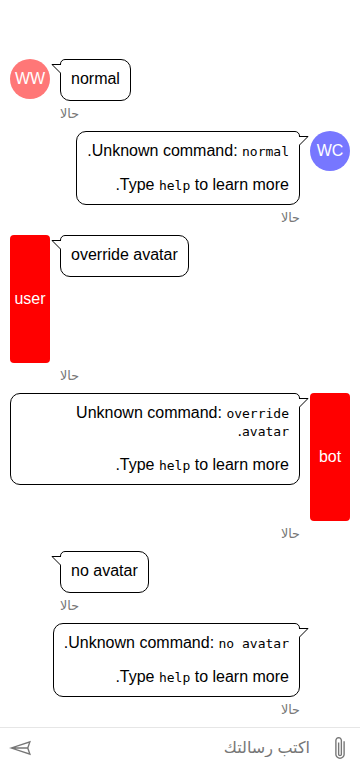 WW
normal
حالا
WC
.Unknown command: normal
.Type help to learn more
حالا
user
override avatar
حالا
bot
Unknown command: override
.avatar
.Type help to learn more
حالا
no avatar
حالا
.Unknown command: no avatar
.Type help to learn more
حالا
اكتب رسالتك